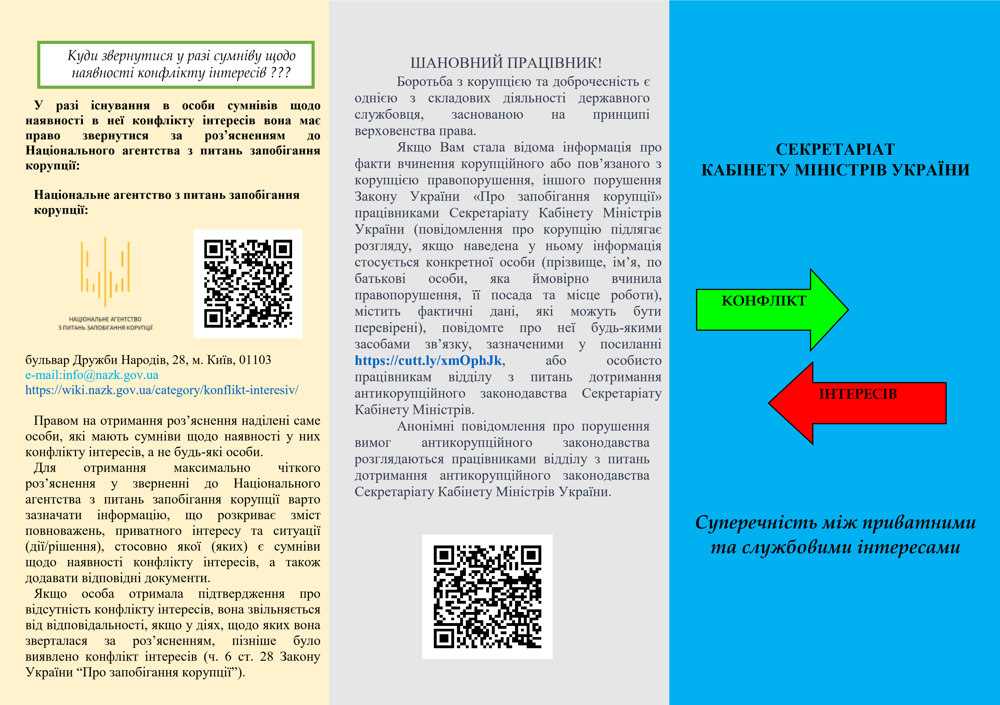 Куди звернутися у разі сумніву щодо
наявності конфлікту інтересів ???
У разі існування в особи сумнівів щодо
наявності в неї конфлікту інтересів вона має
право звернутися за роз’ясненням до
Національного агентства з питань запобігання
корупції:
Національне агентство з питань запобігання
корупції:
НАЦІОНАЛЬНЕ АГЕНТСТВО
З ПИТАНЬ ЗАПОБІГАННЯ КОРУПЦІЇ
бульвар Дружби Народів, 28, м. Київ, 01103
e-mail:info@nazk.gov.ua
https://wiki.nazk.gov.ua/category/konflikt-interesiv/
Правом на отримання роз’яснення наділені саме
особи, які мають сумніви щодо наявності у них
конфлікту інтересів, а не будь-які особи.
Для отримання максимально чіткого
роз’яснення у зверненні до Національного
агентства з питань запобігання корупції варто
зазначати інформацію, що розкриває зміст
повноважень, приватного інтересу та ситуації
(дії/рішення), стосовно якої (яких) є сумніви
щодо наявності конфлікту інтересів, а також
додавати відповідні документи.
Якщо особа отримала підтвердження про
відсутність конфлікту інтересів, вона звільняється
від відповідальності, якщо у діях, щодо яких вона
зверталася за роз’ясненням, пізніше було
виявлено конфлікт інтересів (ч. 6 ст. 28 Закону
України “Про запобігання корупції”).
ШАНОВНИЙ ПРАЦІВНИК!
Боротьба з корупцією та доброчесність є
однією з складових діяльності державного
службовця, заснованою на принципі
верховенства права.
Якщо Вам стала відома інформація про
факти вчинення корупційного або пов’язаного з
корупцією правопорушення, іншого порушення
Закону України «Про запобігання корупції»
працівниками Секретаріату Кабінету Міністрів
України (повідомлення про корупцію підлягає
розгляду, якщо наведена у ньому інформація
стосується конкретної особи (прізвище, ім’я, по
батькові особи, яка ймовірно вчинила
правопорушення, її посада та місце роботи),
містить фактичні дані, які можуть бути
перевірені), повідомте про неї будь-якими
засобами зв’язку, зазначеними у посиланні
https://cutt.ly/xmOphJk, або особисто
працівникам відділу з питань дотримання
антикорупційного законодавства Секретаріату
Кабінету Міністрів.
Анонімні повідомлення про порушення
вимог антикорупційного законодавства
розглядаються працівниками відділу з питань
дотримання антикорупційного законодавства
Секретаріату Кабінету Міністрів України.
СЕКРЕТАРІАТ
КАБІНЕТУ МІНІСТРІВ УКРАЇНИ
КОНФЛІКТ
ІНТЕРЕСІВ
Суперечність між приватними
та службовими інтересами